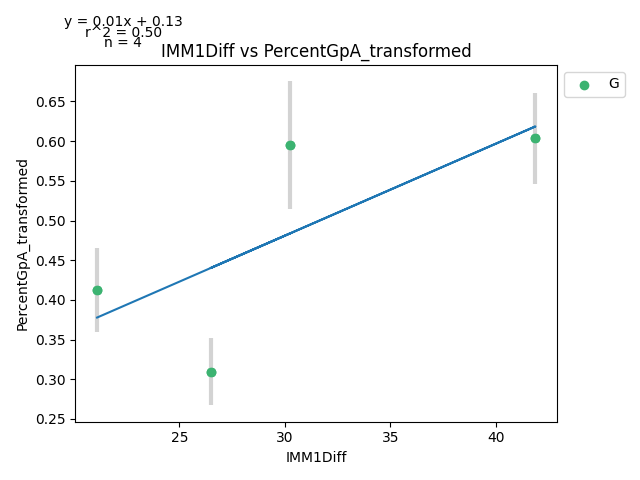 y = 0.01x + 0.13
r^2 = 0.50
n = 4
IMM1Diff vs PercentGpA_transformed
G
0.65
0.60
0.55
0.50
0.45
0.40
0.35
0.30
0.25
PercentGpA_transformed
25 30 35 40
IMM1Diff